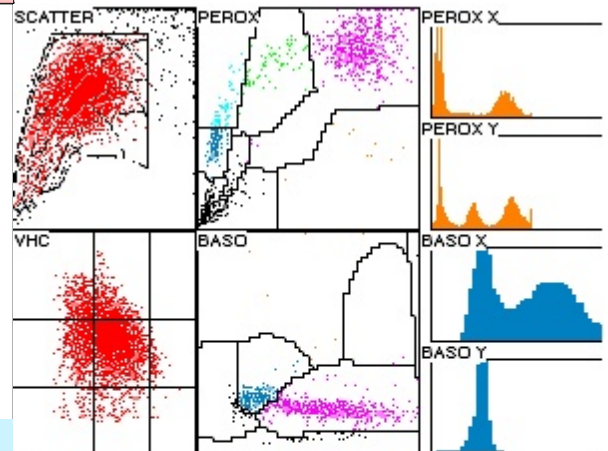 SCATTER
PEROX
PEROX X
PEROX Y
VHC
BASO
BASO X
BASO Y